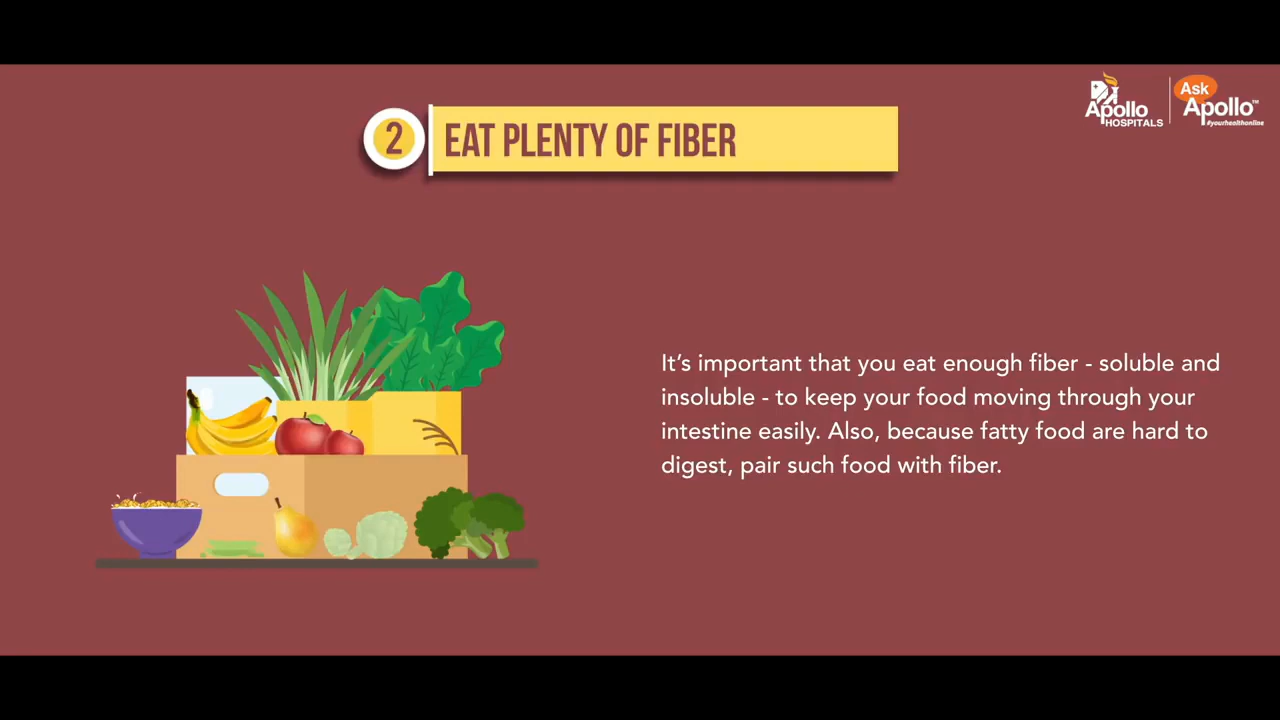 Apollo
HOSPITALS
Ask
Apollo™
#yourhealthonline
2
EAT PLENTY OF FIBER
It's important that you eat enough fiber - soluble and
insoluble - to keep your food moving through your
intestine easily. Also, because fatty food are hard to
digest, pair such food with fiber.